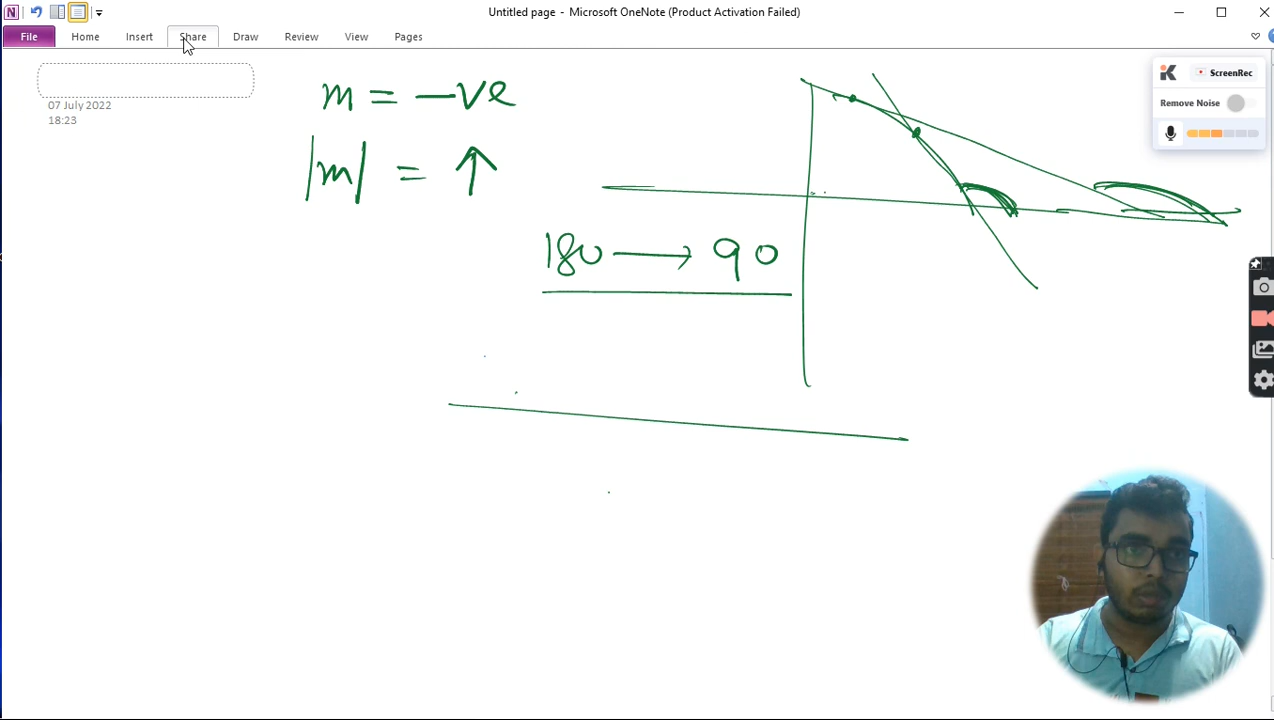 Untitled page - Microsoft OneNote (Product Activation Failed)
File Home Insert Share Draw Review View Pages
07 July 2022
18:23
m = -ve
|m| = ↑
180 → 90
ScreenRec
Remove Noise